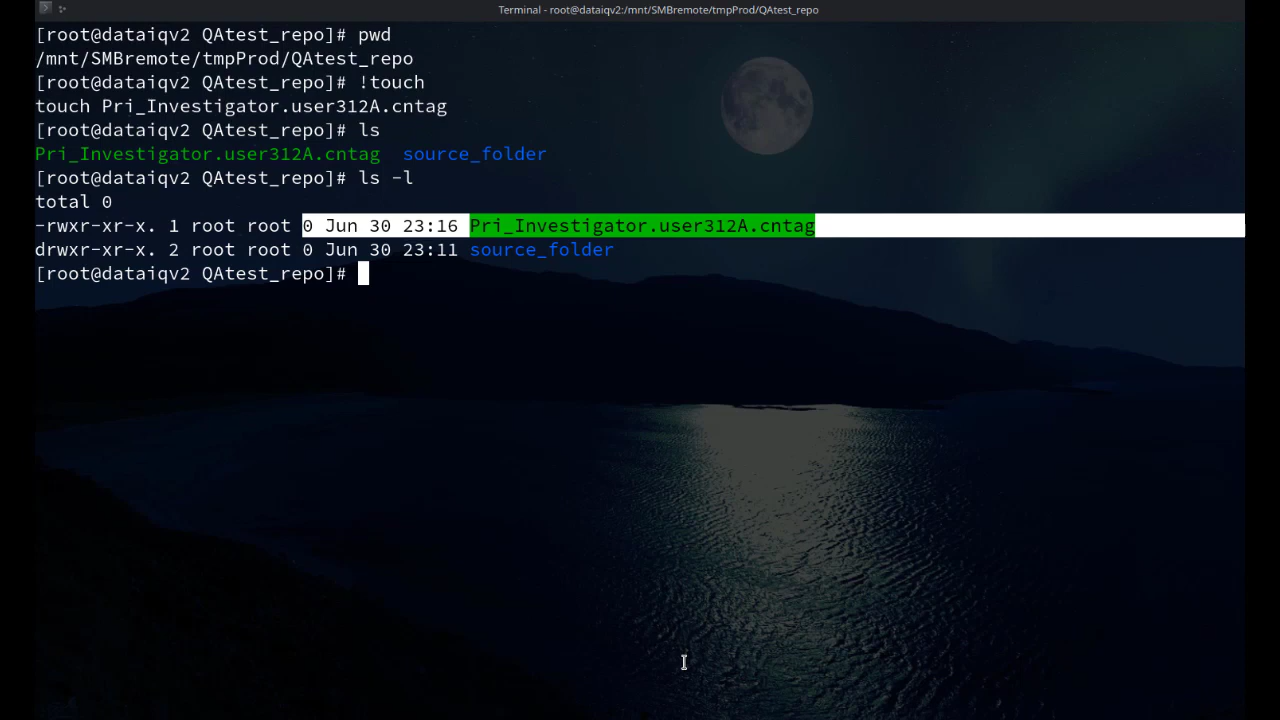 Terminal - root@dataiqv2:/mnt/SMBremote/tmpProd/QAtest_repo
[root@dataiqv2 QAtest_repo]# pwd
/mnt/SMBremote/tmpProd/QAtest_repo
[root@dataiqv2 QAtest_repo]# !touch
touch Pri_Investigator.user312A.cntag
[root@dataiqv2 QAtest_repo]# ls
Pri_Investigator.user312A.cntag  source_folder
[root@dataiqv2 QAtest_repo]# ls -l
total 0
-rwxr-xr-x. 1 root root 0 Jun 30 23:16 Pri_Investigator.user312A.cntag
drwxr-xr-x. 2 root root 0 Jun 30 23:11 source_folder
[root@dataiqv2 QAtest_repo]#